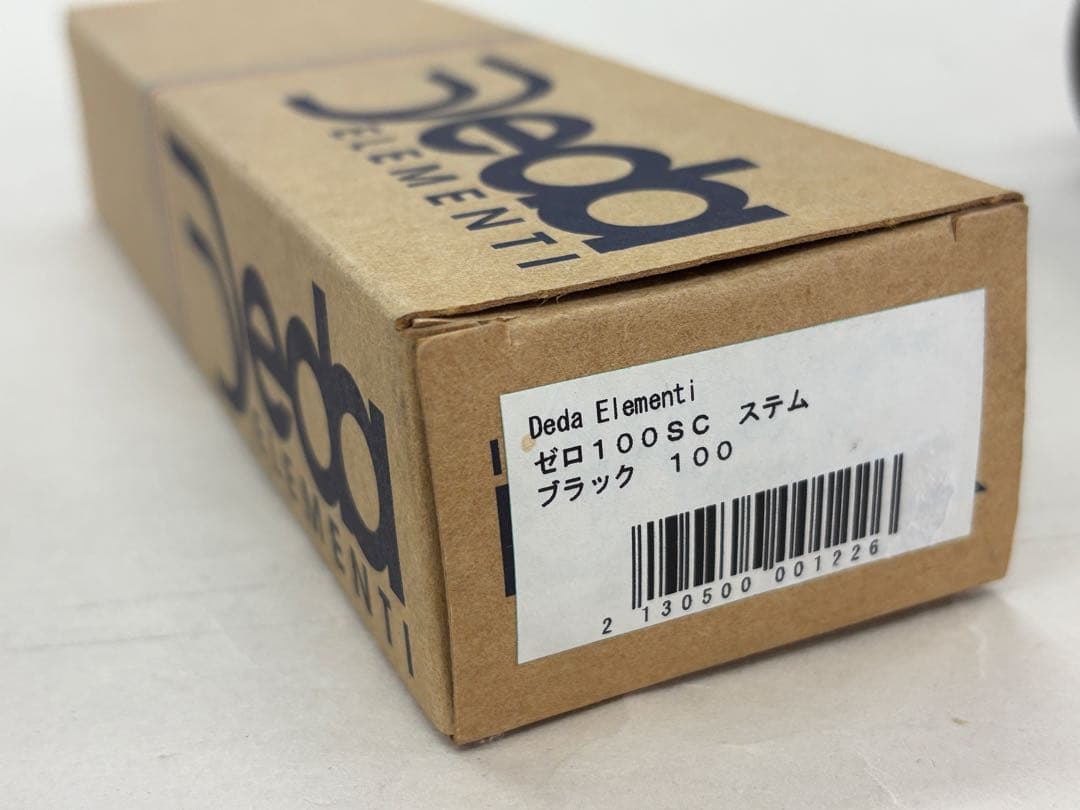 Deda
ELEMENTI
Deda
ELEMENTI
Deda Elementi
ゼロ１００ＳＣ　ステム
ブラック　１００
2 130500 001226